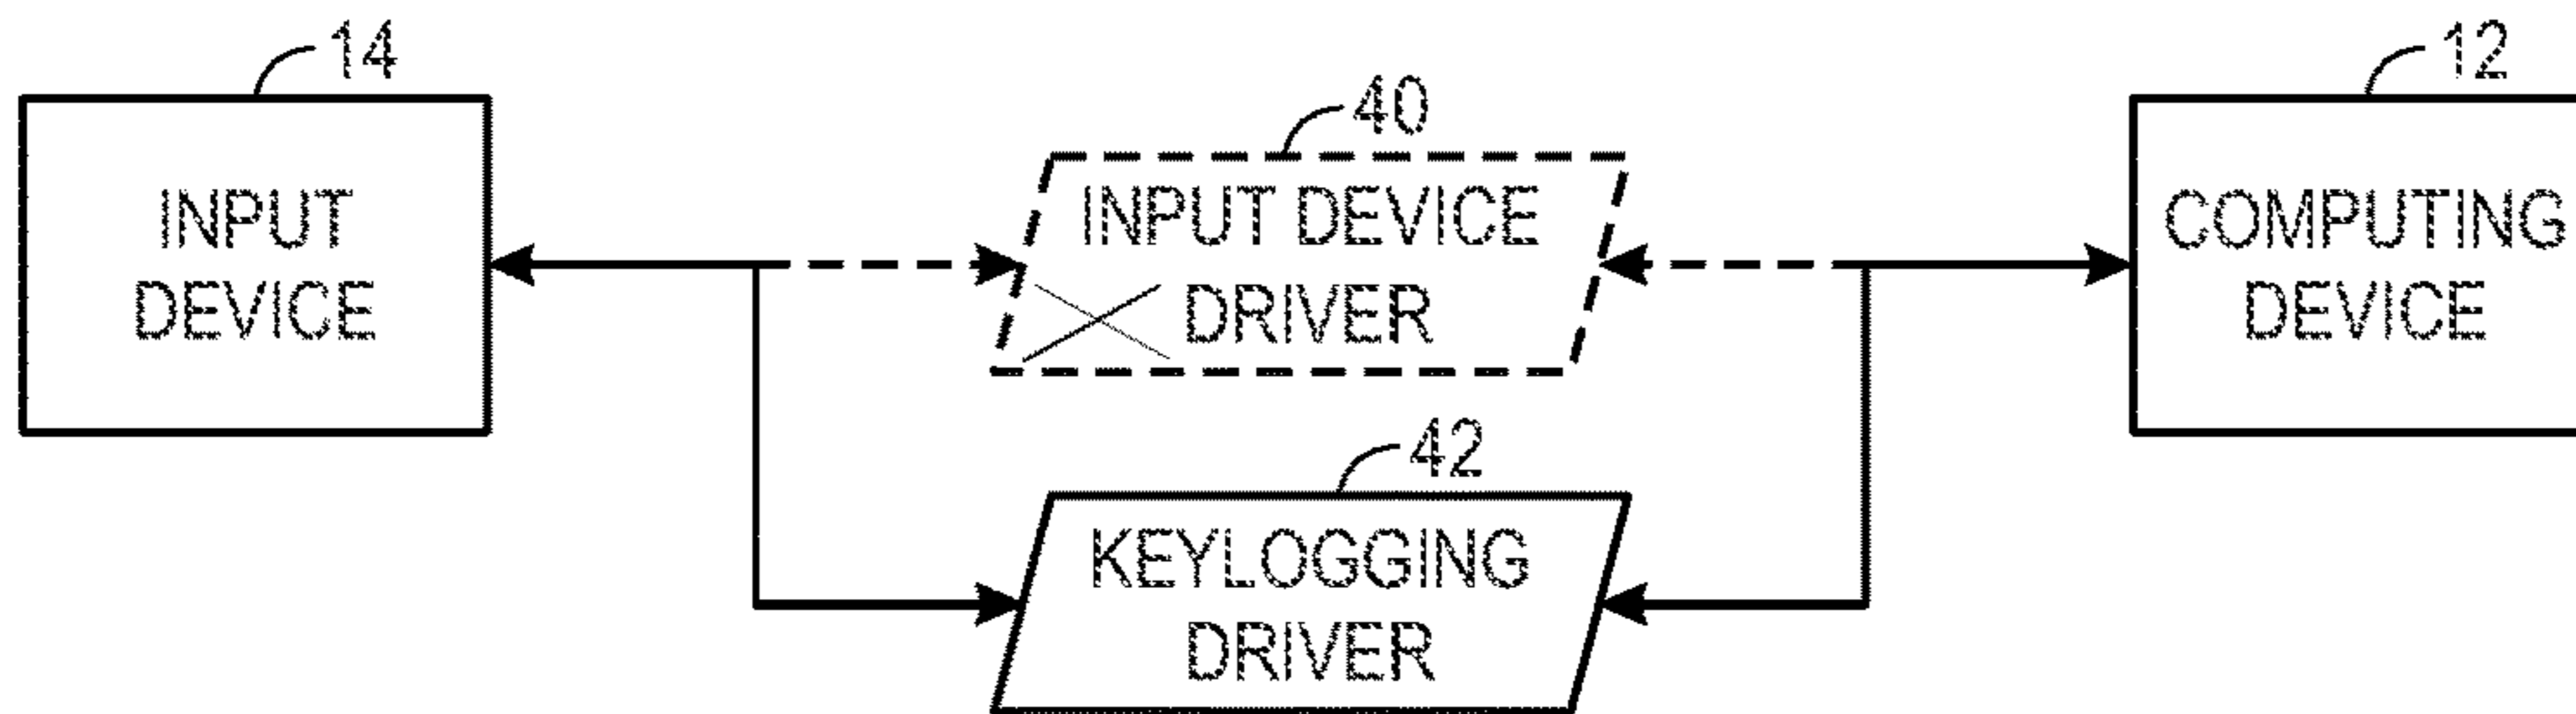 14
12
40
INPUT
DEVICE
INPUT DEVICE
DRIVER
COMPUTING
DEVICE
42
KEYLOGGING
DRIVER